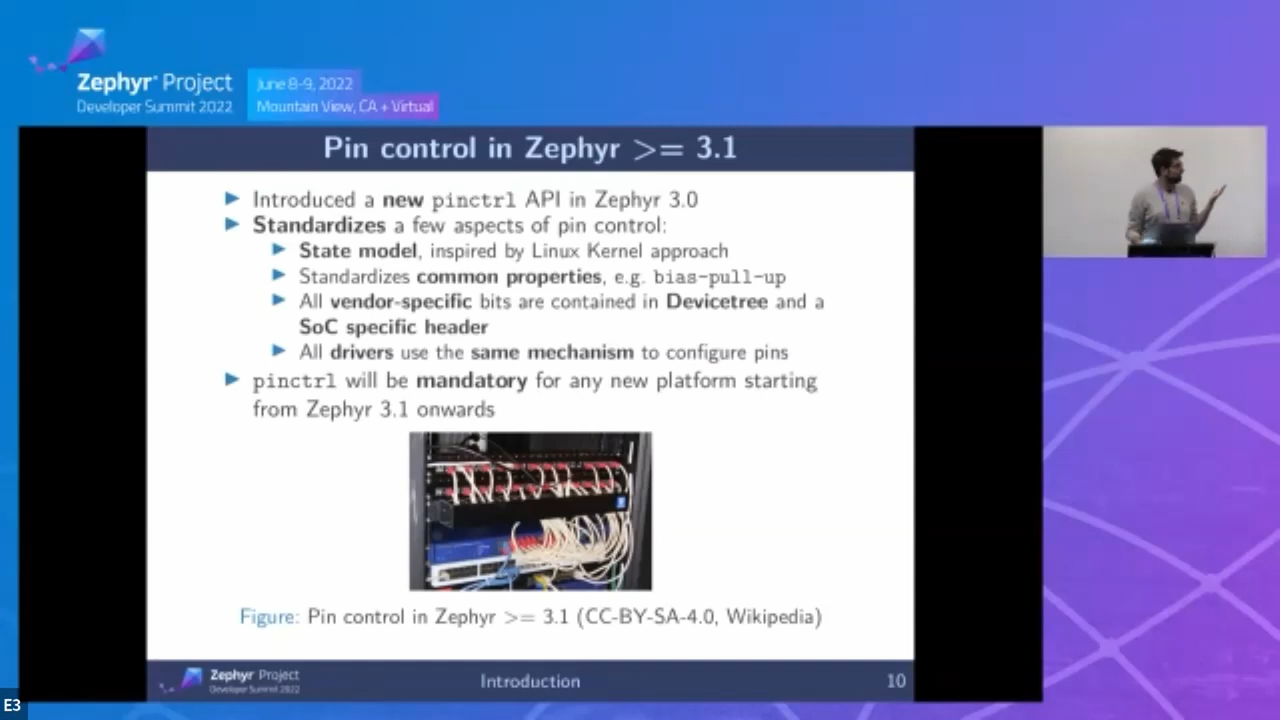 Zephyr® Project
Developer Summit 2022
June 8-9, 2022
Mountain View, CA + Virtual
Pin control in Zephyr >= 3.1
Introduced a new pinctrl API in Zephyr 3.0
Standardizes a few aspects of pin control:
State model, inspired by Linux Kernel approach
Standardizes common properties, e.g. bias-pull-up
All vendor-specific bits are contained in Devicetree and a
SoC specific header
All drivers use the same mechanism to configure pins
pinctrl will be mandatory for any new platform starting
from Zephyr 3.1 onwards
Figure: Pin control in Zephyr >= 3.1 (CC-BY-SA-4.0, Wikipedia)
Zephyr Project
Developer Summit 2022
Introduction
10
E3